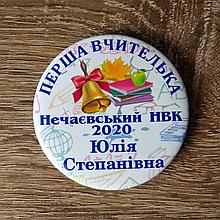 ПЕРША ВЧИТЕЛЬКА
Нечаєвський НВК
2020
Юлія
Степанівна